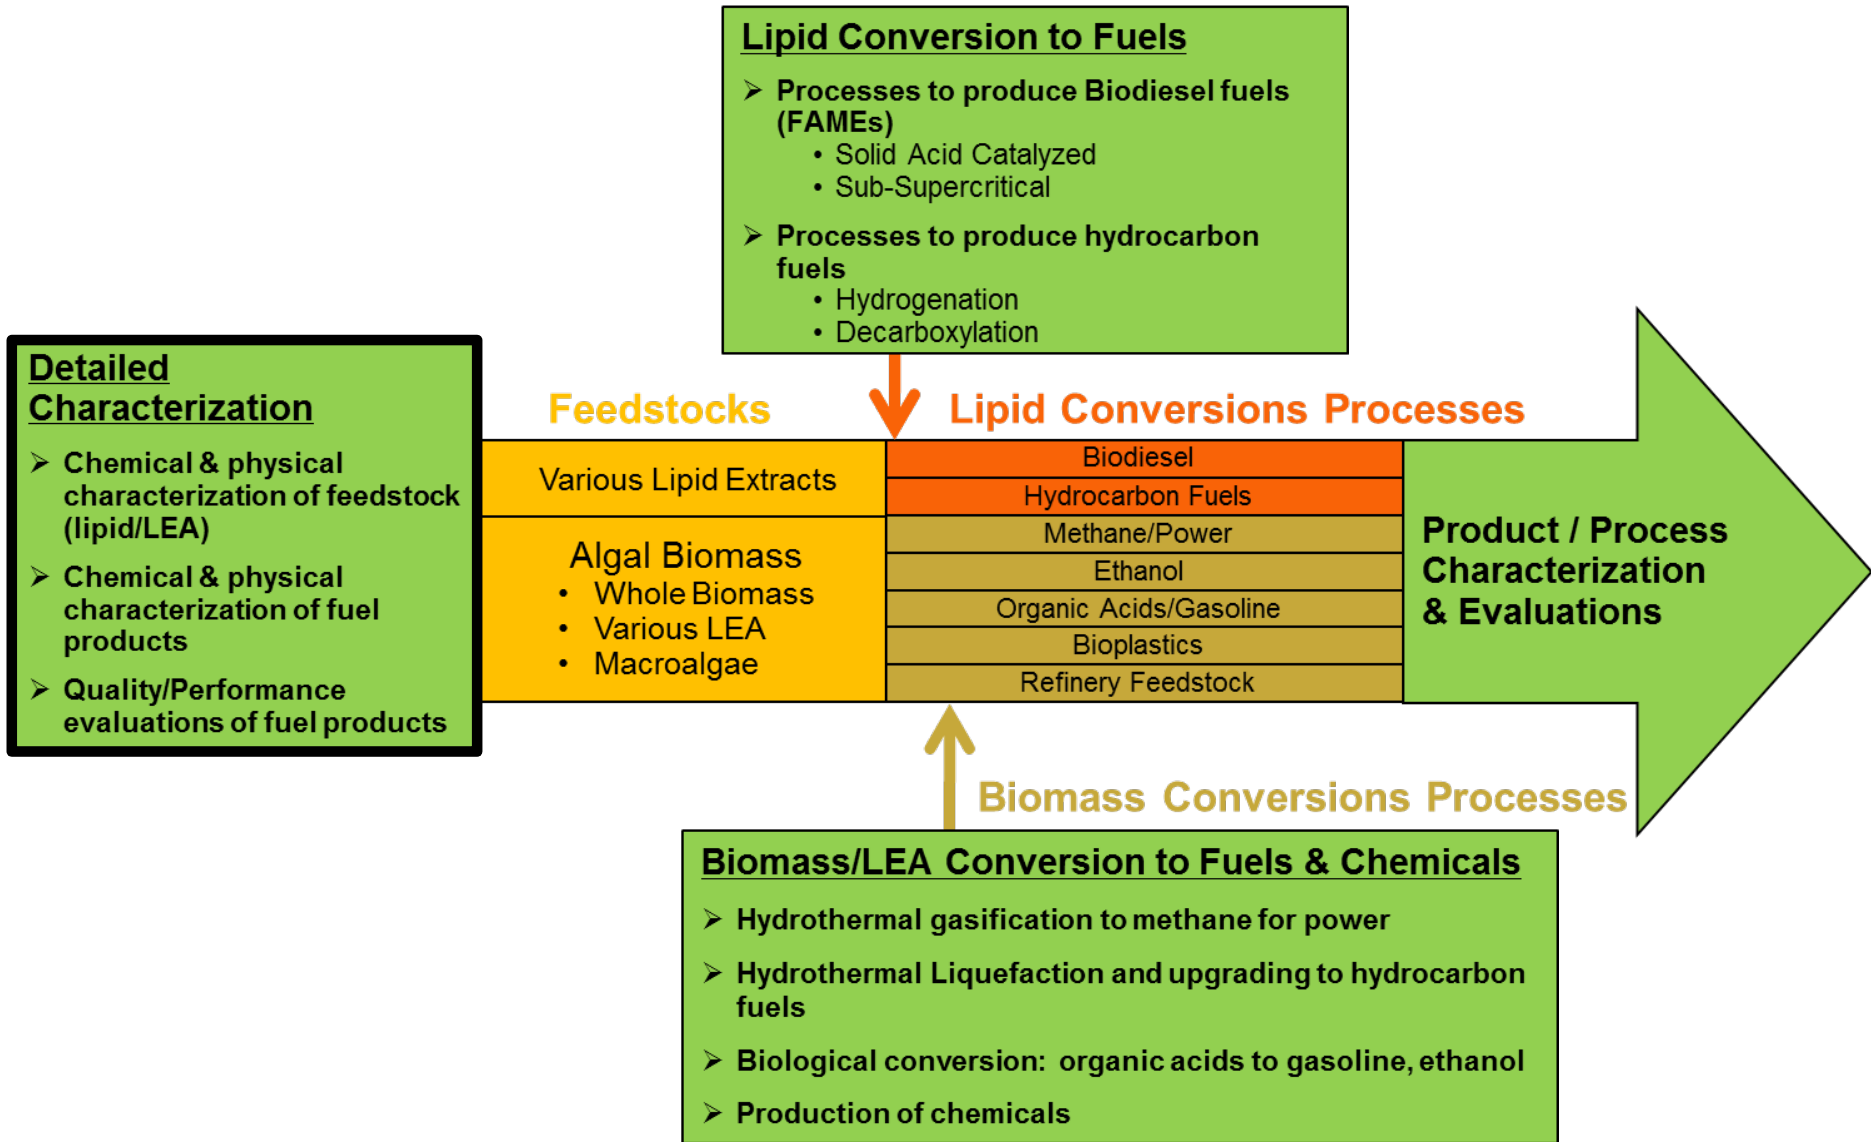 Lipid Conversion to Fuels
➢ Processes to produce Biodiesel fuels
(FAMEs)
• Solid Acid Catalyzed
• Sub-Supercritical
➢ Processes to produce hydrocarbon
fuels
• Hydrogenation
• Decarboxylation
Detailed
Characterization
➢ Chemical & physical
characterization of feedstock
(lipid/LEA)
➢ Chemical & physical
characterization of fuel
products
➢ Quality/Performance
evaluations of fuel products
Feedstocks
Various Lipid Extracts
Algal Biomass
• Whole Biomass
• Various LEA
• Macroalgae
Lipid Conversions Processes
Biodiesel
Hydrocarbon Fuels
Methane/Power
Ethanol
Organic Acids/Gasoline
Bioplastics
Refinery Feedstock
Product / Process
Characterization
& Evaluations
Biomass Conversions Processes
Biomass/LEA Conversion to Fuels & Chemicals
➢ Hydrothermal gasification to methane for power
➢ Hydrothermal Liquefaction and upgrading to hydrocarbon
fuels
➢ Biological conversion: organic acids to gasoline, ethanol
➢ Production of chemicals